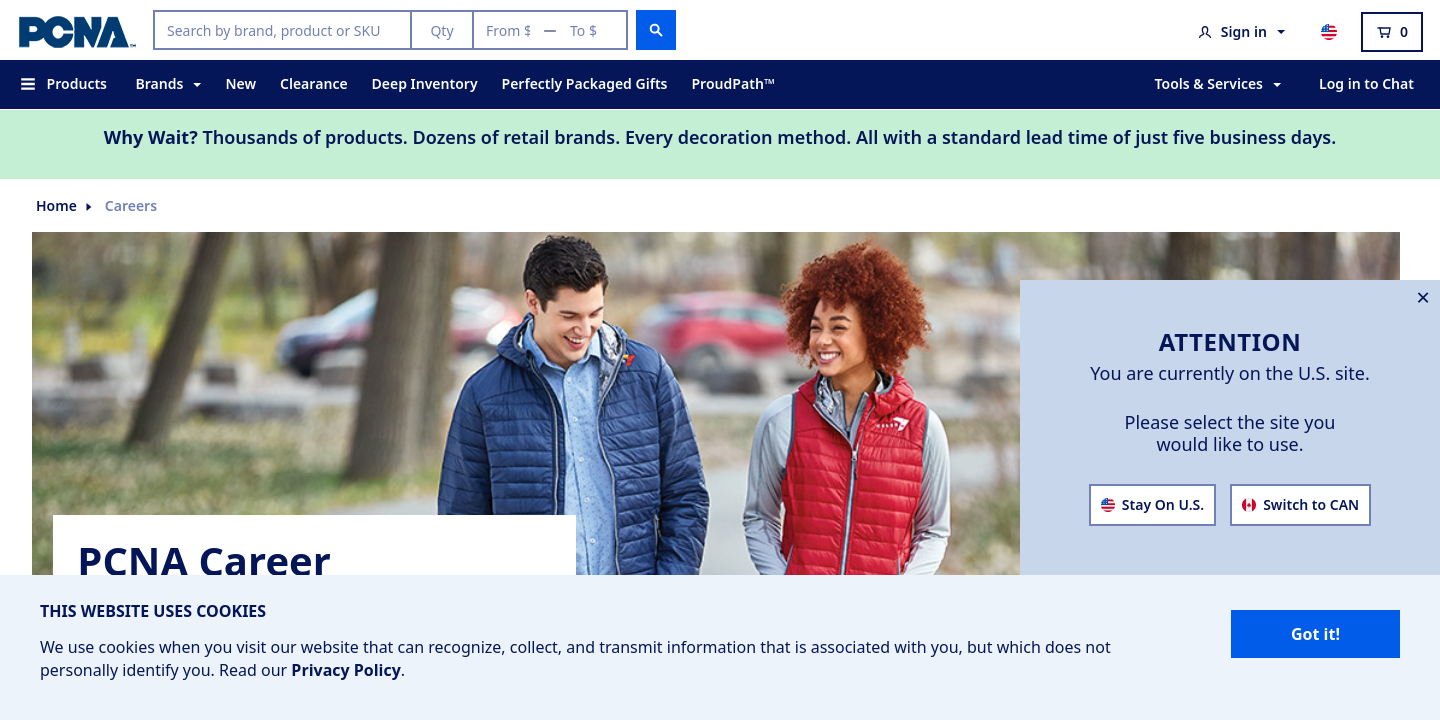 PCNA™
Search by brand, product or SKU
Qty
From $ — To $
Sign in
0
Products
Brands
New
Clearance
Deep Inventory
Perfectly Packaged Gifts
ProudPath™
Tools & Services
Log in to Chat
Why Wait? Thousands of products. Dozens of retail brands. Every decoration method. All with a standard lead time of just five business days.
Home
Careers
ATTENTION
You are currently on the U.S. site.
Please select the site you
would like to use.
Stay On U.S.
Switch to CAN
PCNA Career
THIS WEBSITE USES COOKIES
We use cookies when you visit our website that can recognize, collect, and transmit information that is associated with you, but which does not
personally identify you. Read our Privacy Policy.
Got it!